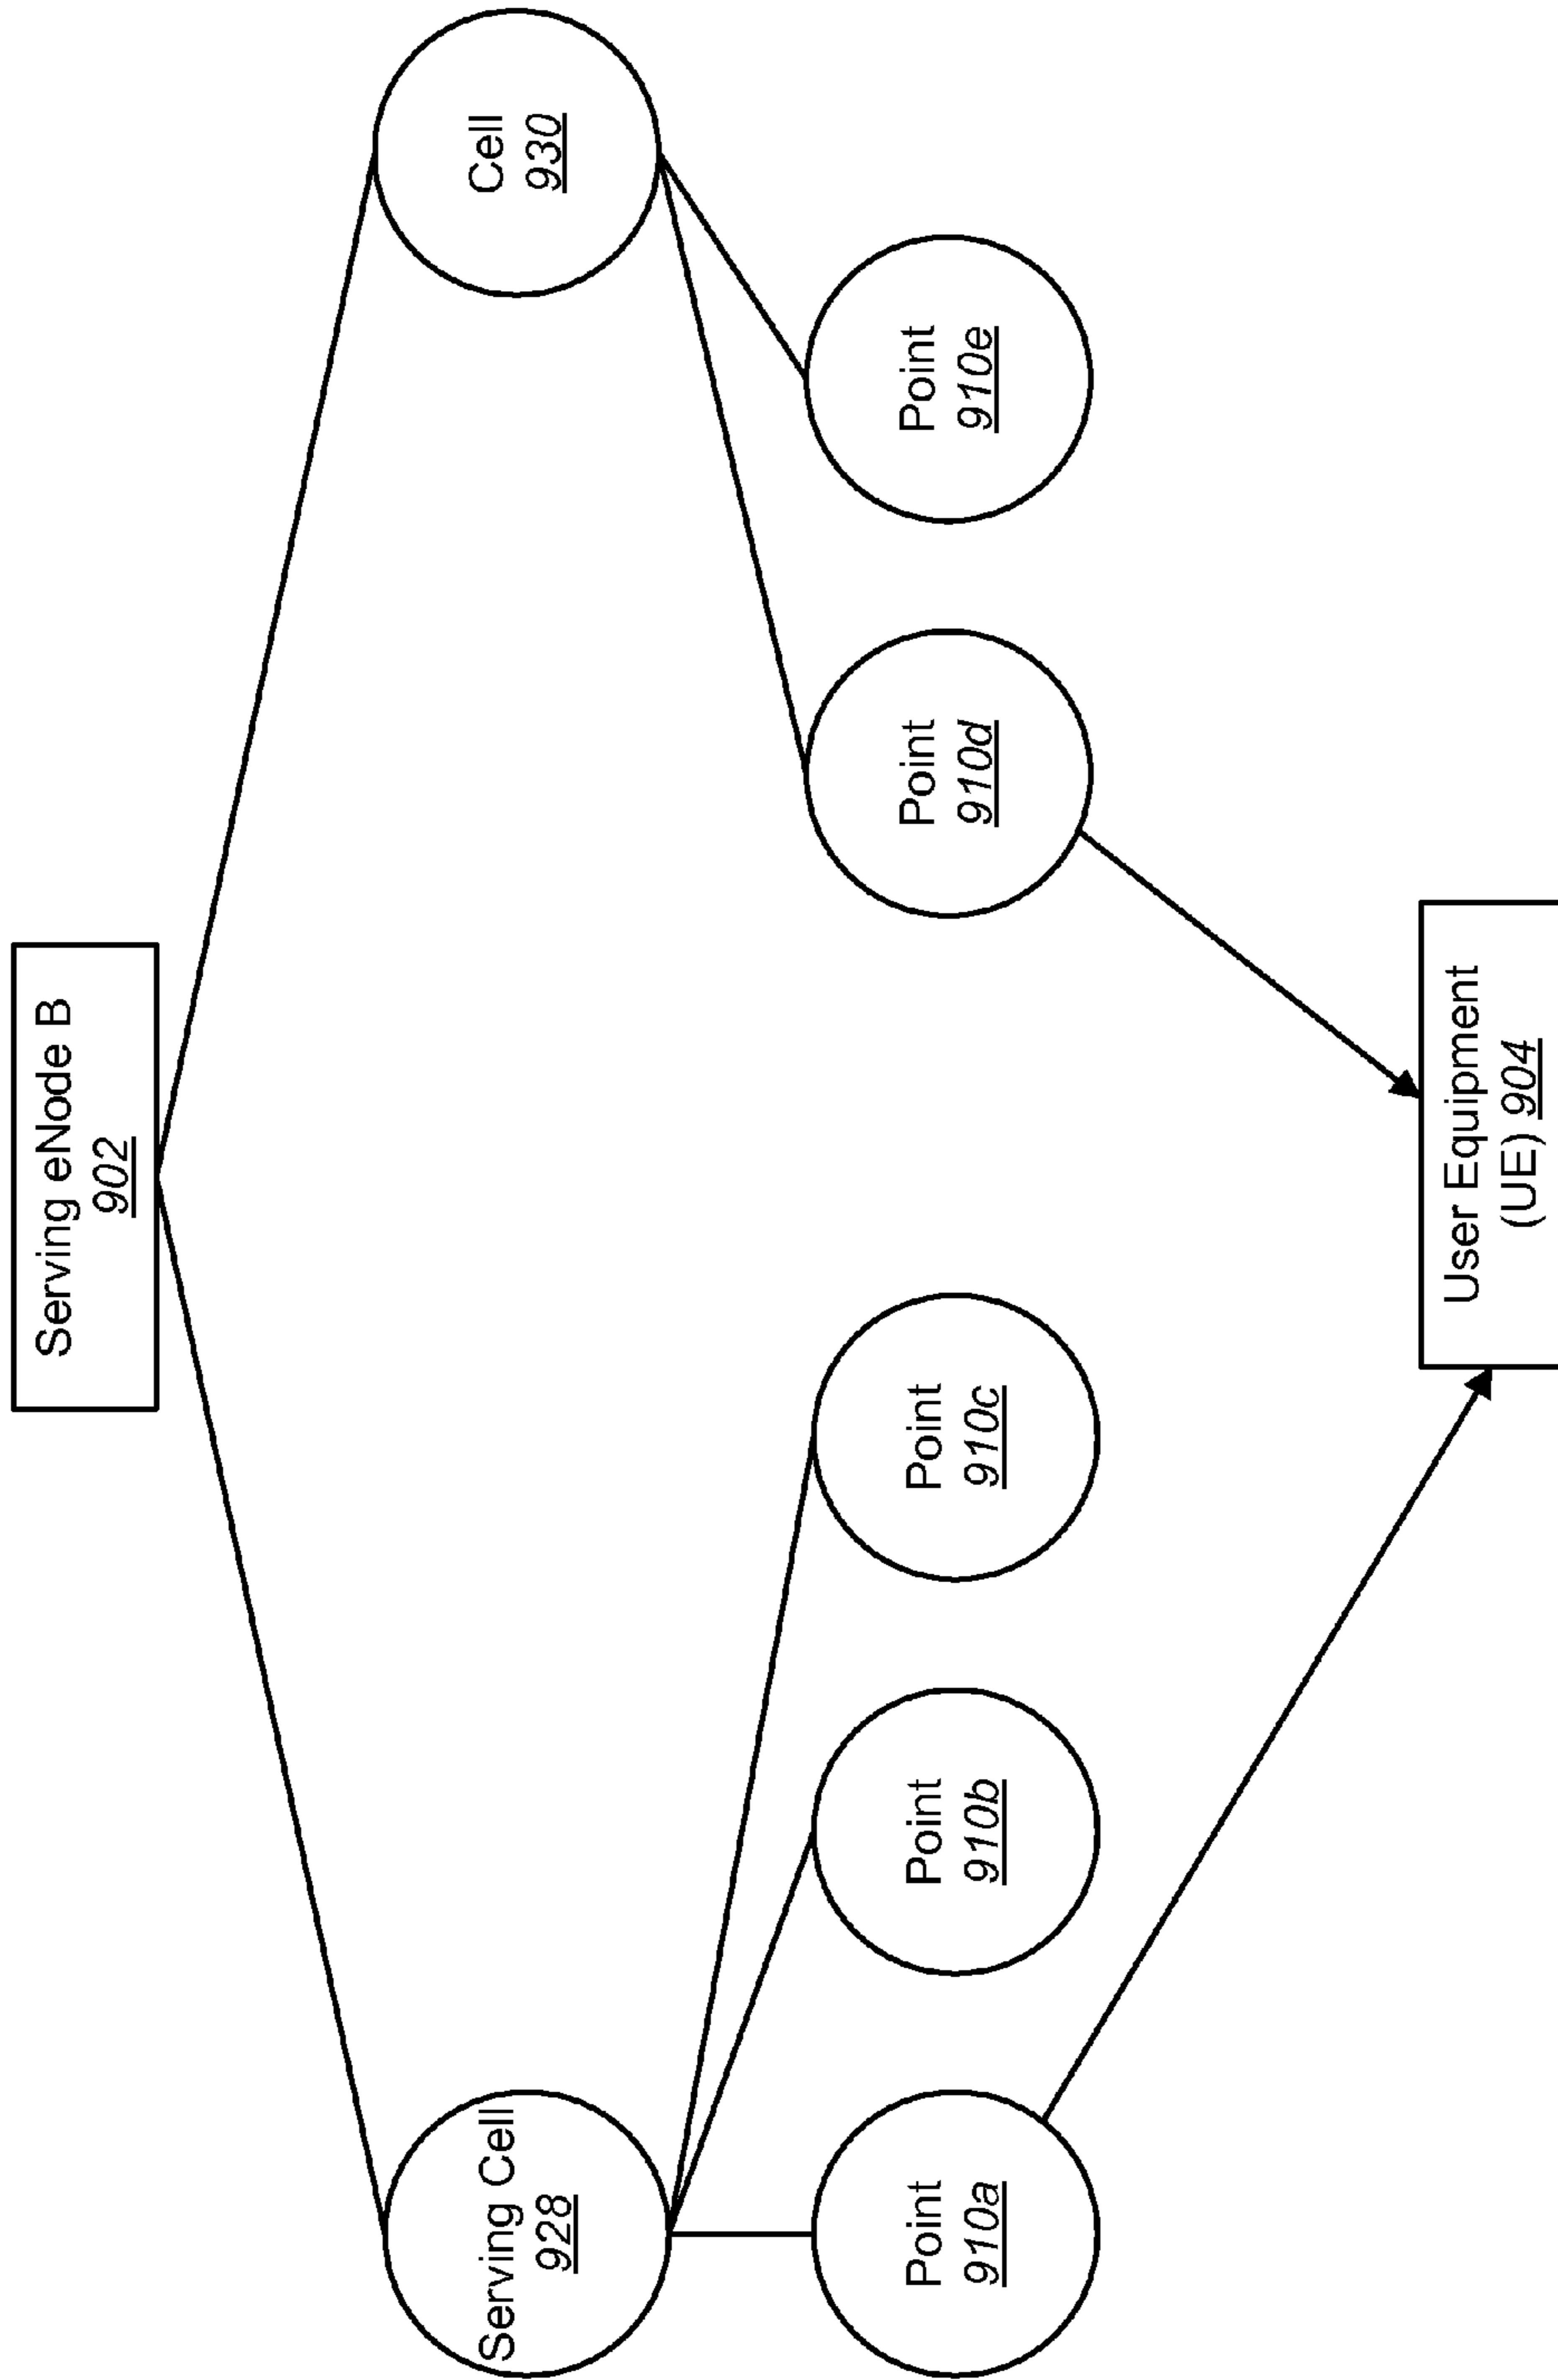 Serving eNode B
902
Serving Cell
928
Cell
930
Point
910a
Point
910b
Point
910c
Point
910d
Point
910e
User Equipment
(UE) 904